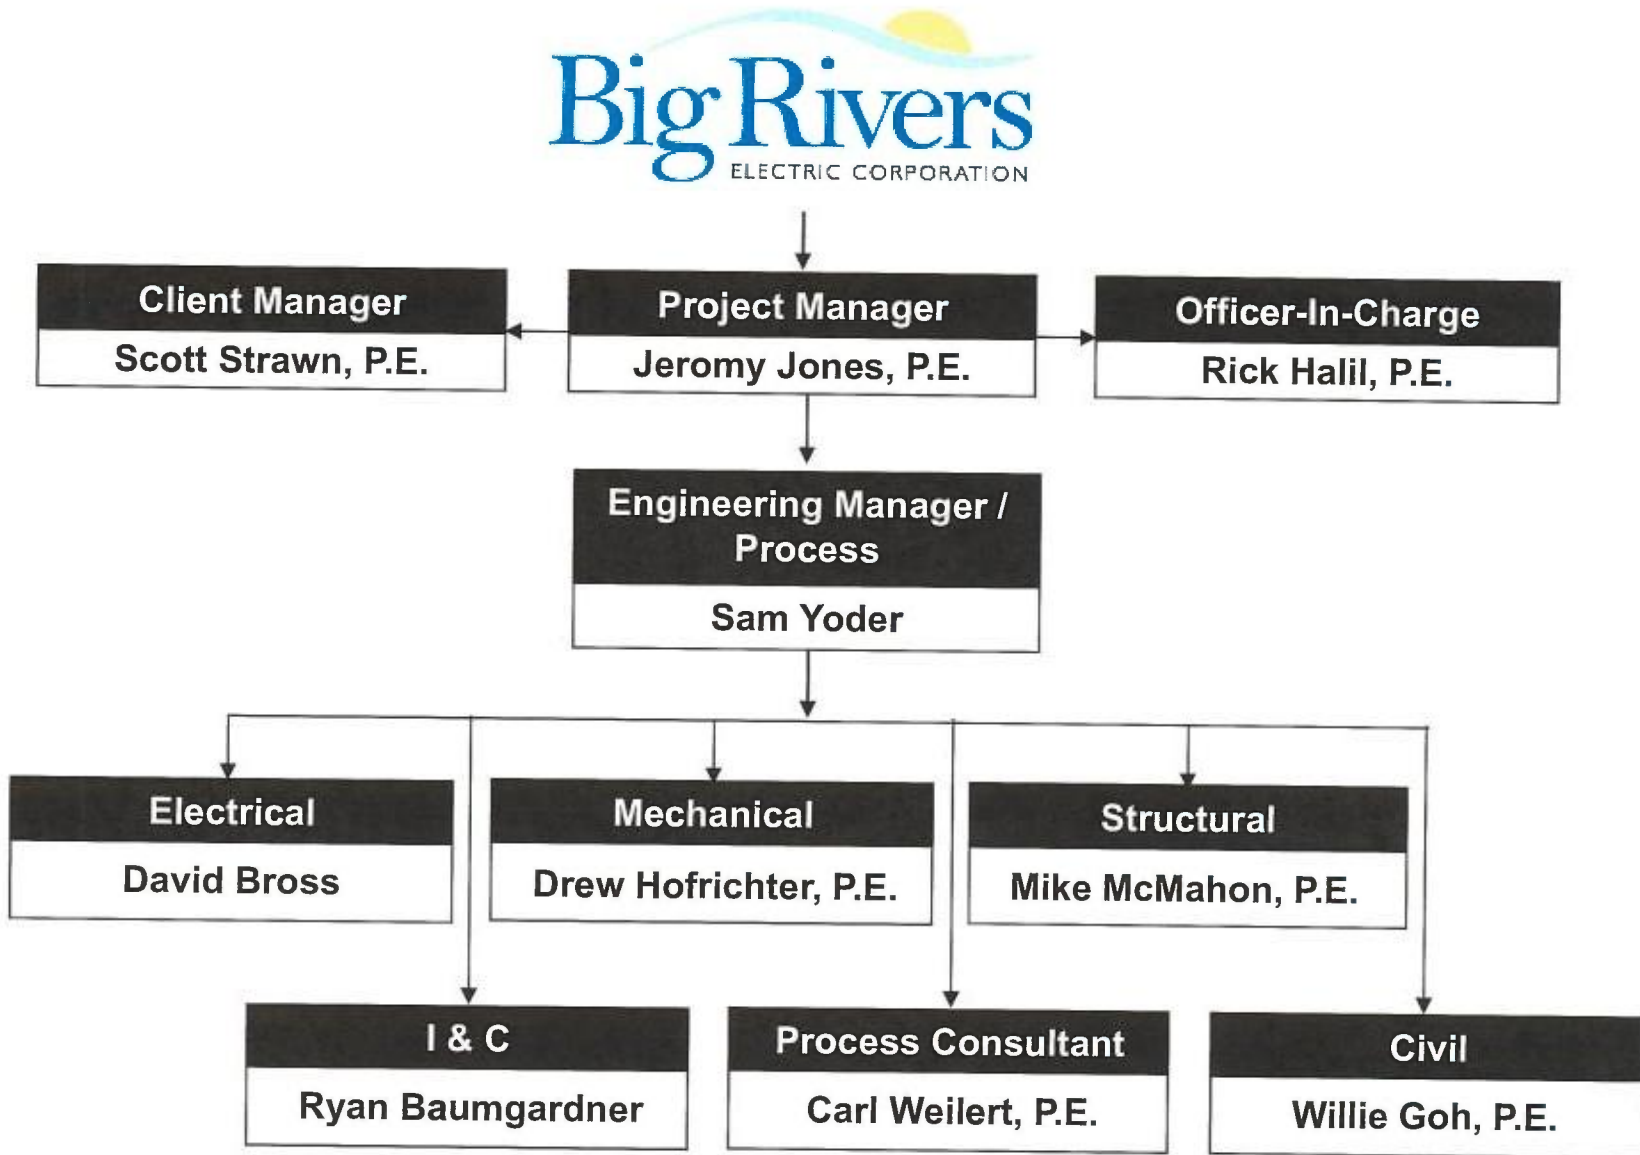 Big Rivers
ELECTRIC CORPORATION
Client Manager
Scott Strawn, P.E.
Project Manager
Jeromy Jones, P.E.
Officer-In-Charge
Rick Halil, P.E.
Engineering Manager /
Process
Sam Yoder
Electrical
David Bross
Mechanical
Drew Hofrichter, P.E.
Structural
Mike McMahon, P.E.
I & C
Ryan Baumgardner
Process Consultant
Carl Weilert, P.E.
Civil
Willie Goh, P.E.